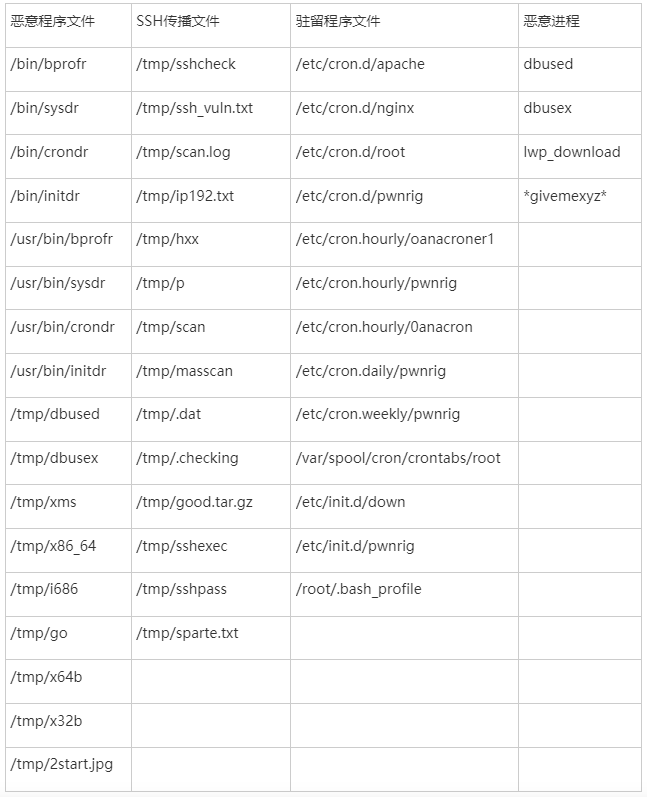 恶意程序文件 SSH传播文件 驻留程序文件 恶意进程
/bin/bprofr /tmp/sshcheck /etc/cron.d/apache dbused
/bin/sysdr /tmp/ssh_vuln.txt /etc/cron.d/nginx dbusex
/bin/crondr /tmp/scan.log /etc/cron.d/root lwp_download
/bin/initdr /tmp/ip192.txt /etc/cron.d/pwnrig *givemexyz*
/usr/bin/bprofr /tmp/hxx /etc/cron.hourly/oanacroner1
/usr/bin/sysdr /tmp/p /etc/cron.hourly/pwnrig
/usr/bin/crondr /tmp/scan /etc/cron.hourly/0anacron
/usr/bin/initdr /tmp/masscan /etc/cron.daily/pwnrig
/tmp/dbused /tmp/.dat /etc/cron.weekly/pwnrig
/tmp/dbusex /tmp/.checking /var/spool/cron/crontabs/root
/tmp/xms /tmp/good.tar.gz /etc/init.d/down
/tmp/x86_64 /tmp/sshexec /etc/init.d/pwnrig
/tmp/i686 /tmp/sshpass /root/.bash_profile
/tmp/go /tmp/sparte.txt
/tmp/x64b
/tmp/x32b
/tmp/2start.jpg